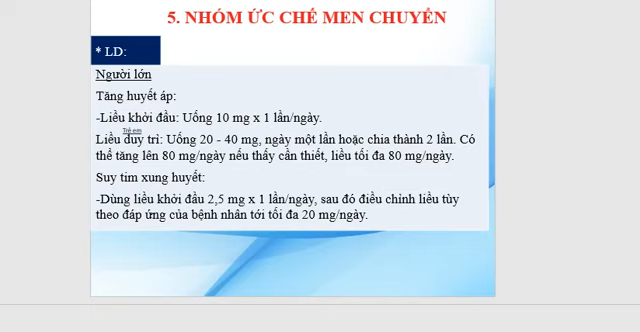 5. NHÓM ỨC CHẾ MEN CHUYỂN
* LD:
Người lớn
Tăng huyết áp:
-Liều khởi đầu: Uống 10 mg x 1 lần/ngày.
Trẻ em
Liều duy trì: Uống 20 - 40 mg, ngày một lần hoặc chia thành 2 lần. Có
thể tăng lên 80 mg/ngày nếu thấy cần thiết, liều tối đa 80 mg/ngày.
Suy tim xung huyết:
-Dùng liều khởi đầu 2,5 mg x 1 lần/ngày, sau đó điều chỉnh liều tùy
theo đáp ứng của bệnh nhân tới tối đa 20 mg/ngày.